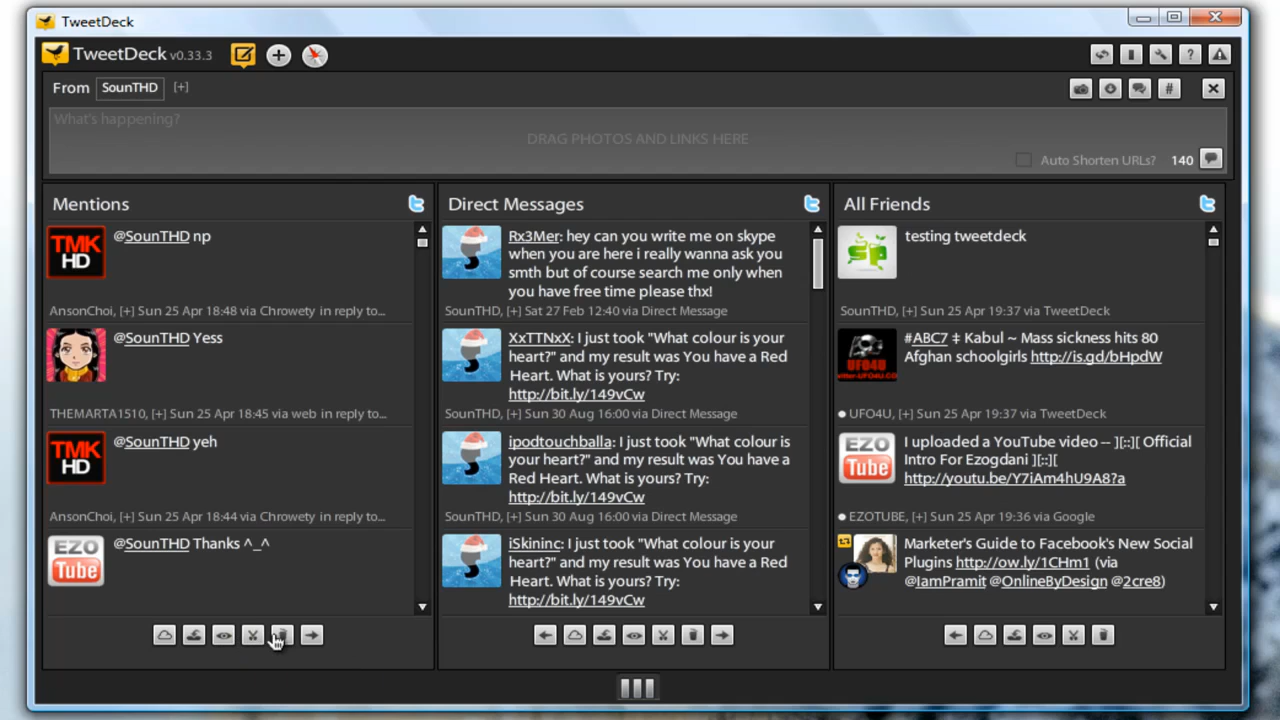 TweetDeck
TweetDeck v0.33.3
From SounTHD [+]
What's happening?
DRAG PHOTOS AND LINKS HERE
Auto Shorten URLs? 140
Mentions
TMK
HD
@SounTHD np
AnsonChoi, [+] Sun 25 Apr 18:48 via Chrowety in reply to...
@SounTHD Yess
THEMARTA1510, [+] Sun 25 Apr 18:45 via web in reply to...
TMK
HD
@SounTHD yeh
AnsonChoi, [+] Sun 25 Apr 18:44 via Chrowety in reply to...
EZO
Tube
@SounTHD Thanks ^_^
Direct Messages
Rx3Mer: hey can you write me on skype
when you are here i really wanna ask you
smth but of course search me only when
you have free time please thx!
SounTHD, [+] Sat 27 Feb 12:40 via Direct Message
XxTTNxX: I just took "What colour is your
heart?" and my result was You have a Red
Heart. What is yours? Try:
http://bit.ly/149vCw
SounTHD, [+] Sun 30 Aug 16:00 via Direct Message
ipodtouchballa: I just took "What colour is
your heart?" and my result was You have a
Red Heart. What is yours? Try:
http://bit.ly/149vCw
SounTHD, [+] Sun 30 Aug 16:00 via Direct Message
iSkininc: I just took "What colour is your
heart?" and my result was You have a Red
Heart. What is yours? Try:
http://bit.ly/149vCw
All Friends
sp
testing tweetdeck
SounTHD, [+] Sun 25 Apr 19:37 via TweetDeck
UFO4U
#ABC7 ‡ Kabul ~ Mass sickness hits 80
Afghan schoolgirls http://is.gd/bHpdW
UFO4U, [+] Sun 25 Apr 19:37 via TweetDeck
EZO
Tube
I uploaded a YouTube video -- ][::][ Official
Intro For Ezogdani ][::][
http://youtu.be/Y7iAm4hU9A8?a
EZOTUBE, [+] Sun 25 Apr 19:36 via Google
Marketer's Guide to Facebook's New Social
Plugins http://ow.ly/1CHm1 (via
@IamPramit @OnlineByDesign @2cre8)